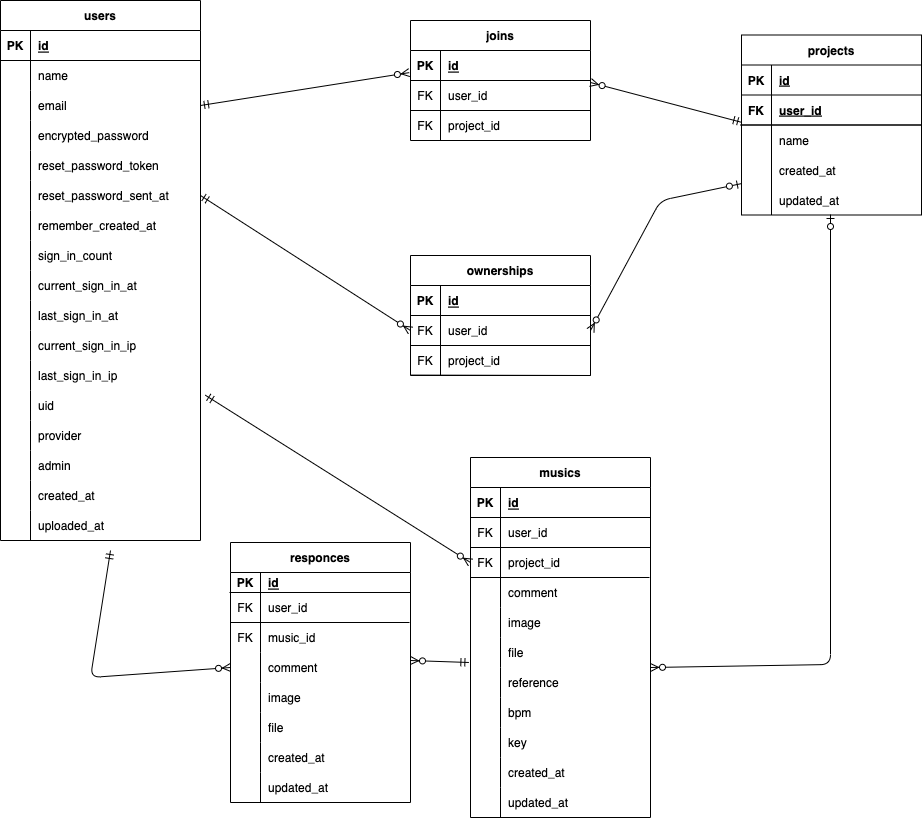 users
PK id
name
email
encrypted_password
reset_password_token
reset_password_sent_at
remember_created_at
sign_in_count
current_sign_in_at
last_sign_in_at
current_sign_in_ip
last_sign_in_ip
uid
provider
admin
created_at
uploaded_at
joins
PK id
FK user_id
FK project_id
projects
PK id
FK user_id
name
created_at
updated_at
ownerships
PK id
FK user_id
FK project_id
musics
PK id
FK user_id
FK project_id
comment
image
file
reference
bpm
key
created_at
updated_at
responces
PK id
FK user_id
FK music_id
comment
image
file
created_at
updated_at